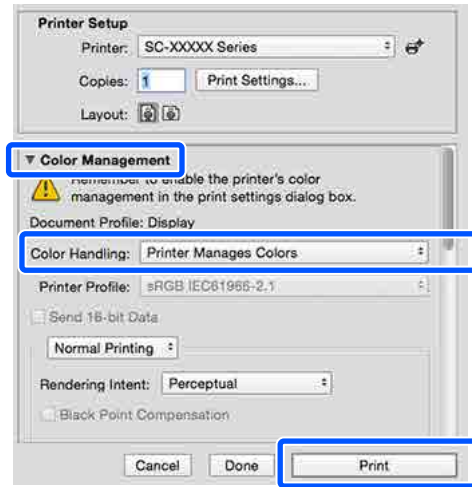 Printer Setup
Printer: SC-XXXXX Series
Copies: 1 Print Settings...
Layout:
Color Management
Remember to enable the printer's color
management in the print settings dialog box.
Document Profile: Display
Color Handling: Printer Manages Colors
Printer Profile: sRGB IEC61966-2.1
Send 16-bit Data
Normal Printing
Rendering Intent: Perceptual
Black Point Compensation
Cancel Done Print